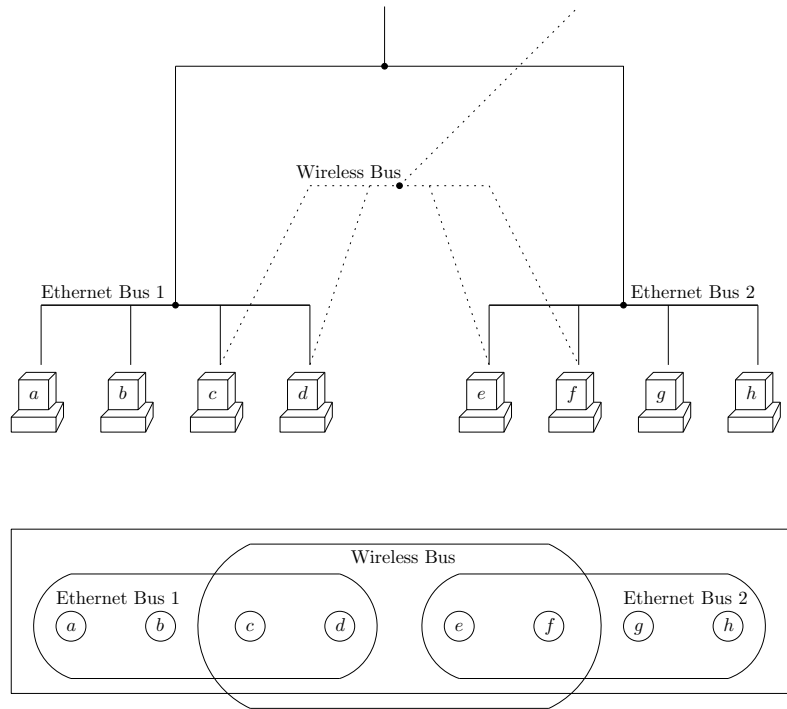 Wireless Bus
Ethernet Bus 1
Ethernet Bus 2
a b c d e f g h
Wireless Bus
Ethernet Bus 1
Ethernet Bus 2
a b c d e f g h